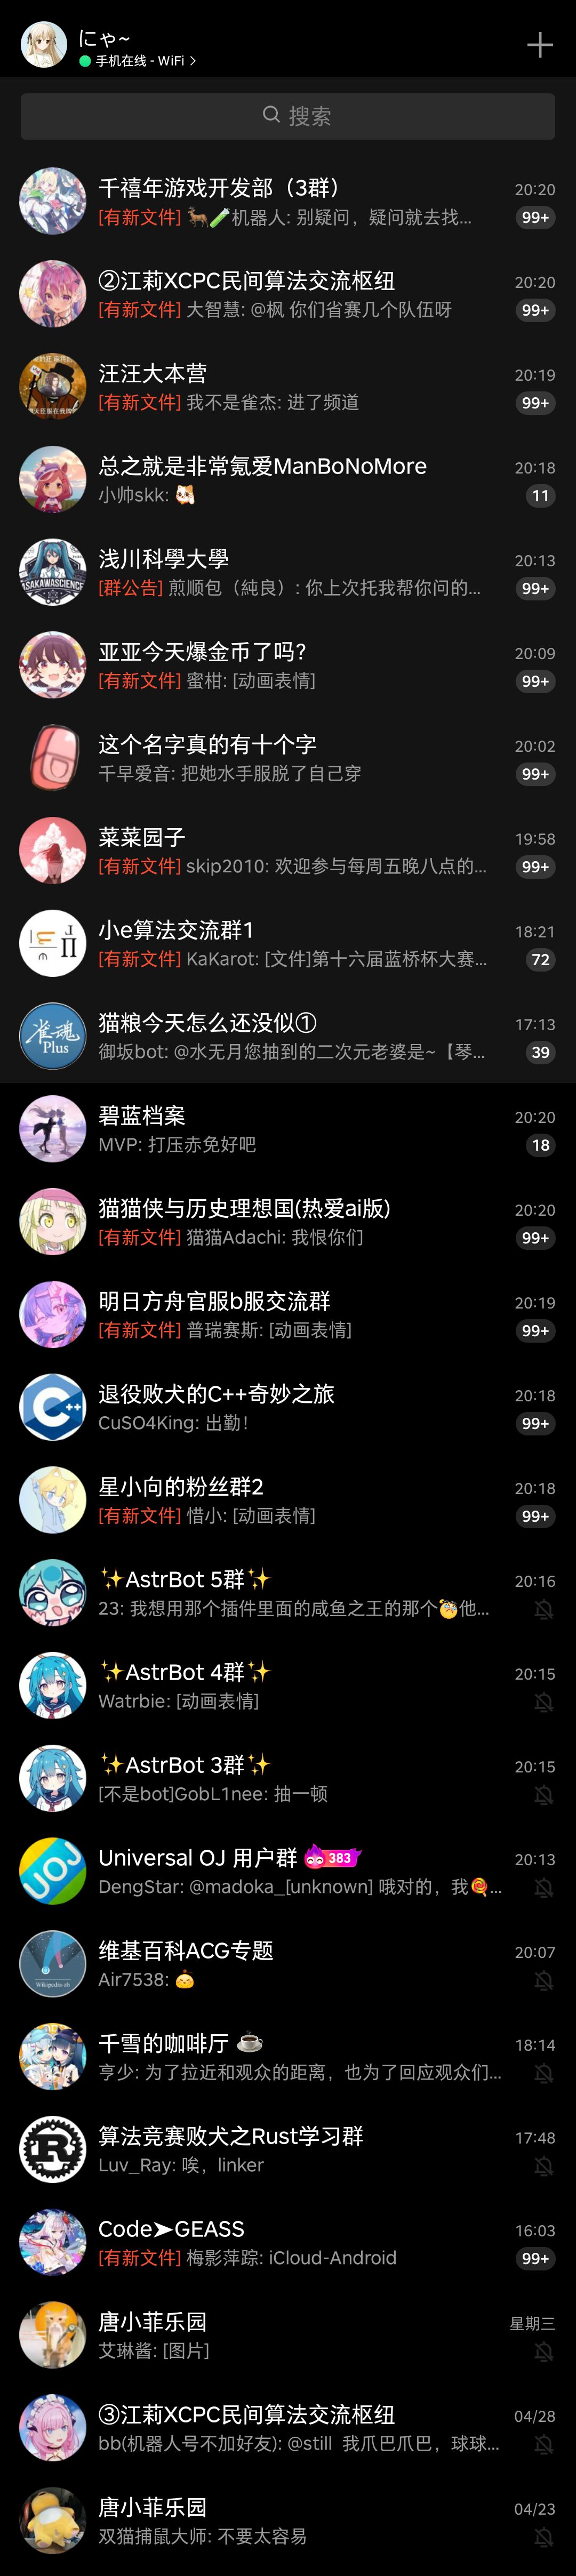 にゃ~
手机在线 - WiFi >
搜索
千禧年游戏开发部（3群） 20:20
[有新文件] 🦌🧪机器人: 别疑问，疑问就去找... 99+
②江莉XCPC民间算法交流枢纽 20:20
[有新文件] 大智慧: @枫 你们省赛几个队伍呀 99+
汪汪大本营 20:19
[有新文件] 我不是雀杰: 进了频道 99+
总之就是非常氪爱ManBoNoMore 20:18
小帅skk: 🐱 11
浅川科學大學 20:13
[群公告] 煎顺包（純良）: 你上次托我帮你问的... 99+
亚亚今天爆金币了吗? 20:09
[有新文件] 蜜柑: [动画表情] 99+
这个名字真的有十个字 20:02
千早爱音: 把她水手服脱了自己穿 99+
菜菜园子 19:58
[有新文件] skip2010: 欢迎参与每周五晚八点的... 99+
小e算法交流群1 18:21
[有新文件] KaKarot: [文件]第十六届蓝桥杯大赛... 72
猫粮今天怎么还没似① 17:13
御坂bot: @水无月您抽到的二次元老婆是~【琴... 39
雀魂 Plus
碧蓝档案 20:20
MVP: 打压赤免好吧 18
猫猫侠与历史理想国(热爱ai版) 20:20
[有新文件] 猫猫Adachi: 我恨你们 99+
明日方舟官服b服交流群 20:19
[有新文件] 普瑞赛斯: [动画表情] 99+
退役败犬的C++奇妙之旅 20:18
CuSO4King: 出勤！ 99+
C++
星小向的粉丝群2 20:18
[有新文件] 惜小: [动画表情] 99+
✨AstrBot 5群✨ 20:16
23: 我想用那个插件里面的咸鱼之王的那个🧐他...
✨AstrBot 4群✨ 20:15
Watrbie: [动画表情]
✨AstrBot 3群✨ 20:15
[不是bot]GobL1nee: 抽一顿
Universal OJ 用户群 383 20:13
DengStar: @madoka_[unknown] 哦对的，我🍭...
UOJ
维基百科ACG专题 20:07
Air7538: 😶
Wikipedia-zh
千雪的咖啡厅 ☕ 18:14
亨少: 为了拉近和观众的距离，也为了回应观众们...
算法竞赛败犬之Rust学习群 17:48
Luv_Ray: 唉，linker
R
Code➤GEASS 16:03
[有新文件] 梅影萍踪: iCloud-Android 99+
唐小菲乐园 星期三
艾琳酱: [图片]
③江莉XCPC民间算法交流枢纽 04/28
bb(机器人号不加好友): @still 我爪巴爪巴，球球...
唐小菲乐园 04/23
双猫捕鼠大师: 不要太容易